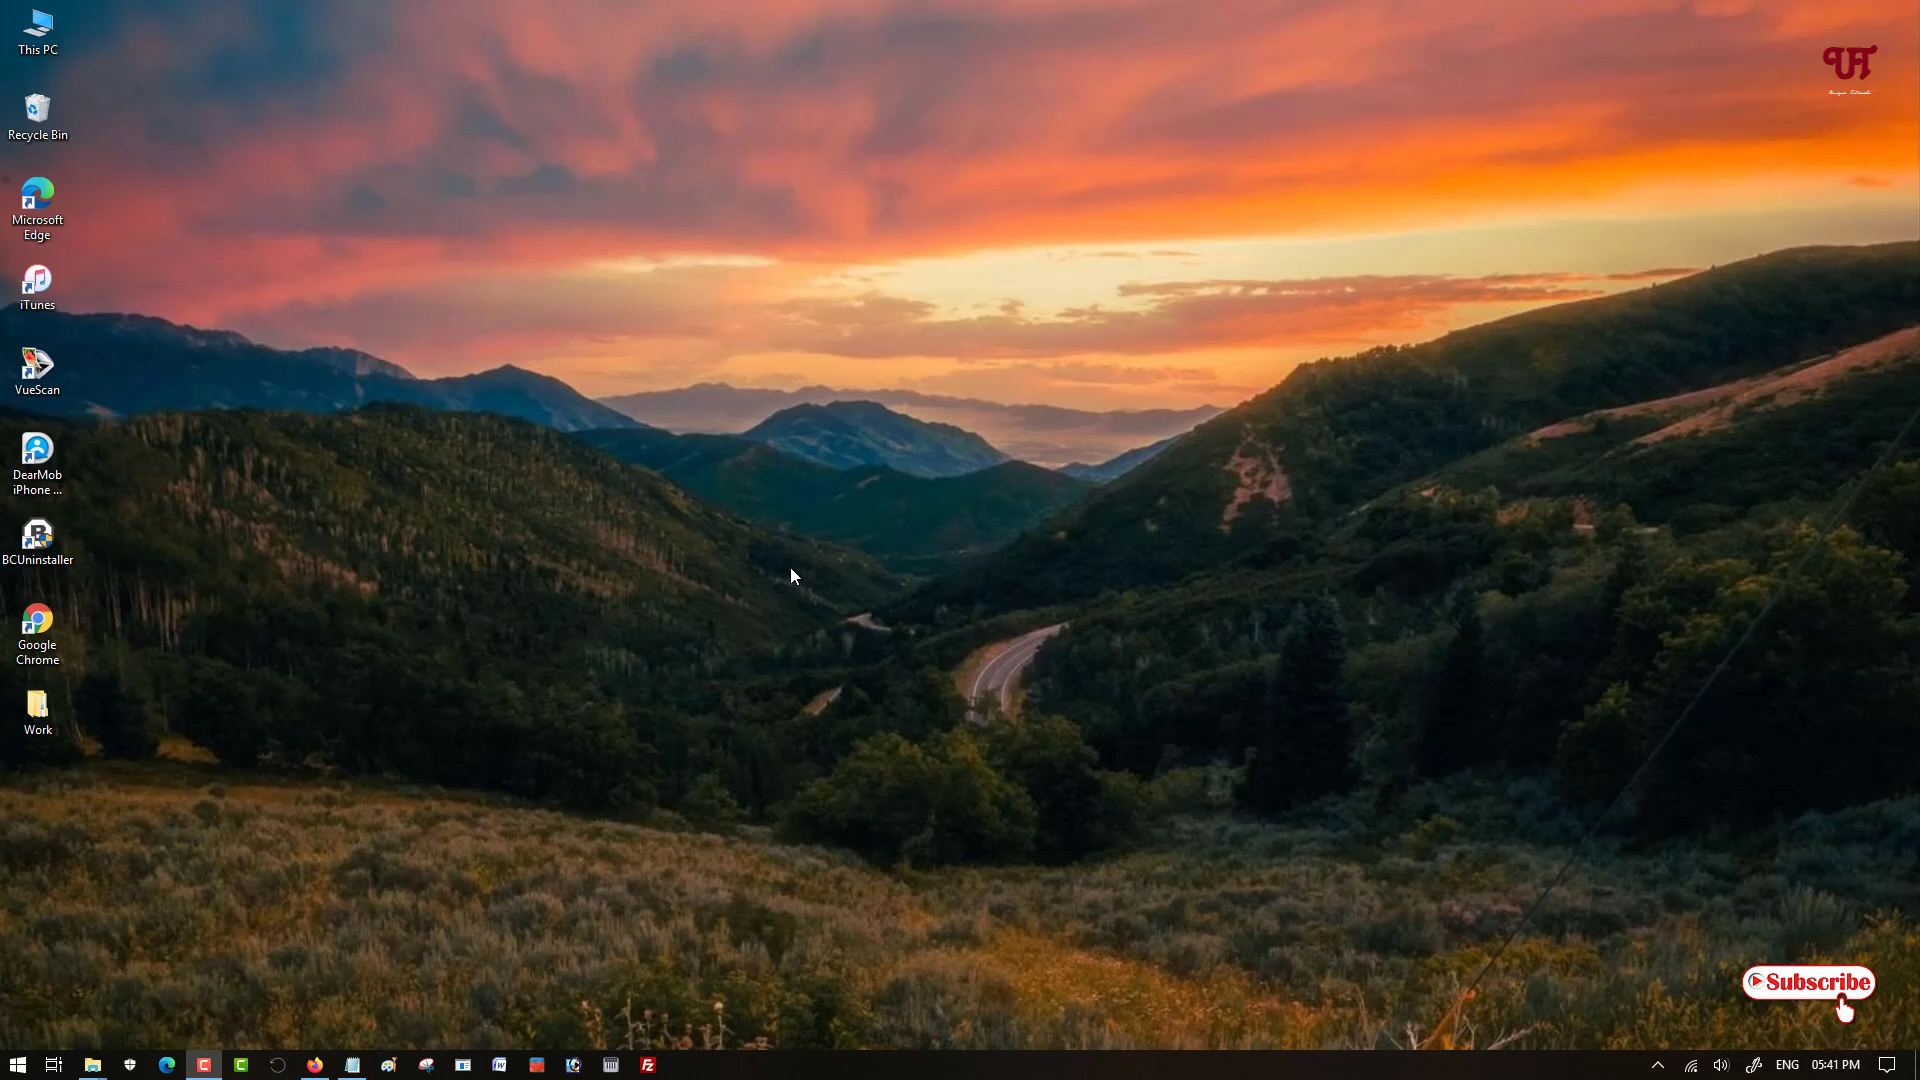 This PC
Recycle Bin
Microsoft
Edge
iTunes
VueScan
DearMob
iPhone ...
BCUninstaller
Google
Chrome
Work
UT
Subscribe
ENG
05:41 PM